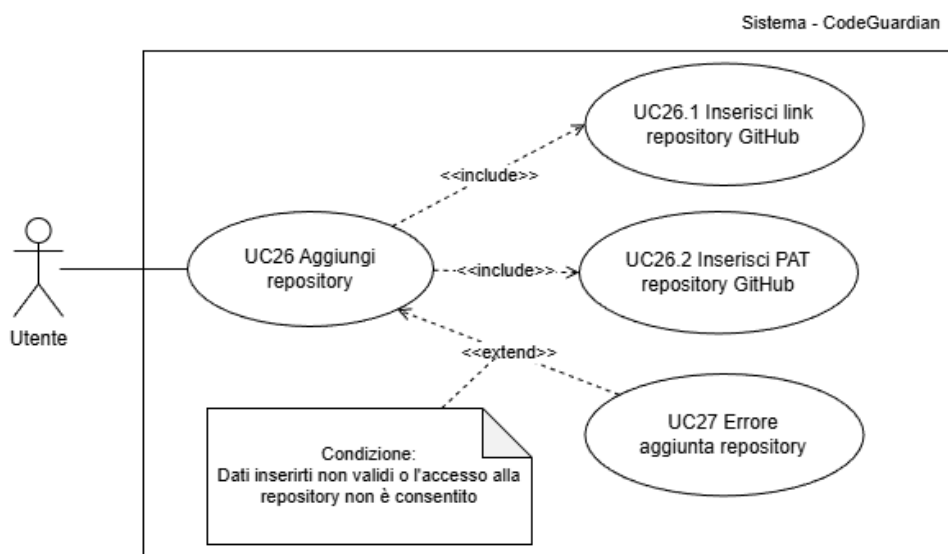 Sistema - CodeGuardian
UC26.1 Inserisci link
repository GitHub
<<include>>
UC26 Aggiungi
repository
<<include>>
UC26.2 Inserisci PAT
repository GitHub
Utente
<<extend>>
UC27 Errore
aggiunta repository
Condizione:
Dati inserirti non validi o l'accesso alla
repository non è consentito